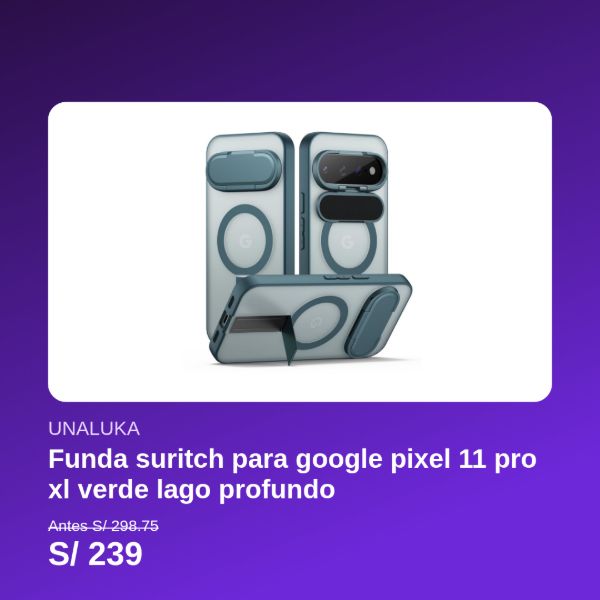 UNALUKA
Funda suritch para google pixel 11 pro
xl verde lago profundo
Antes S/ 298.75
S/ 239